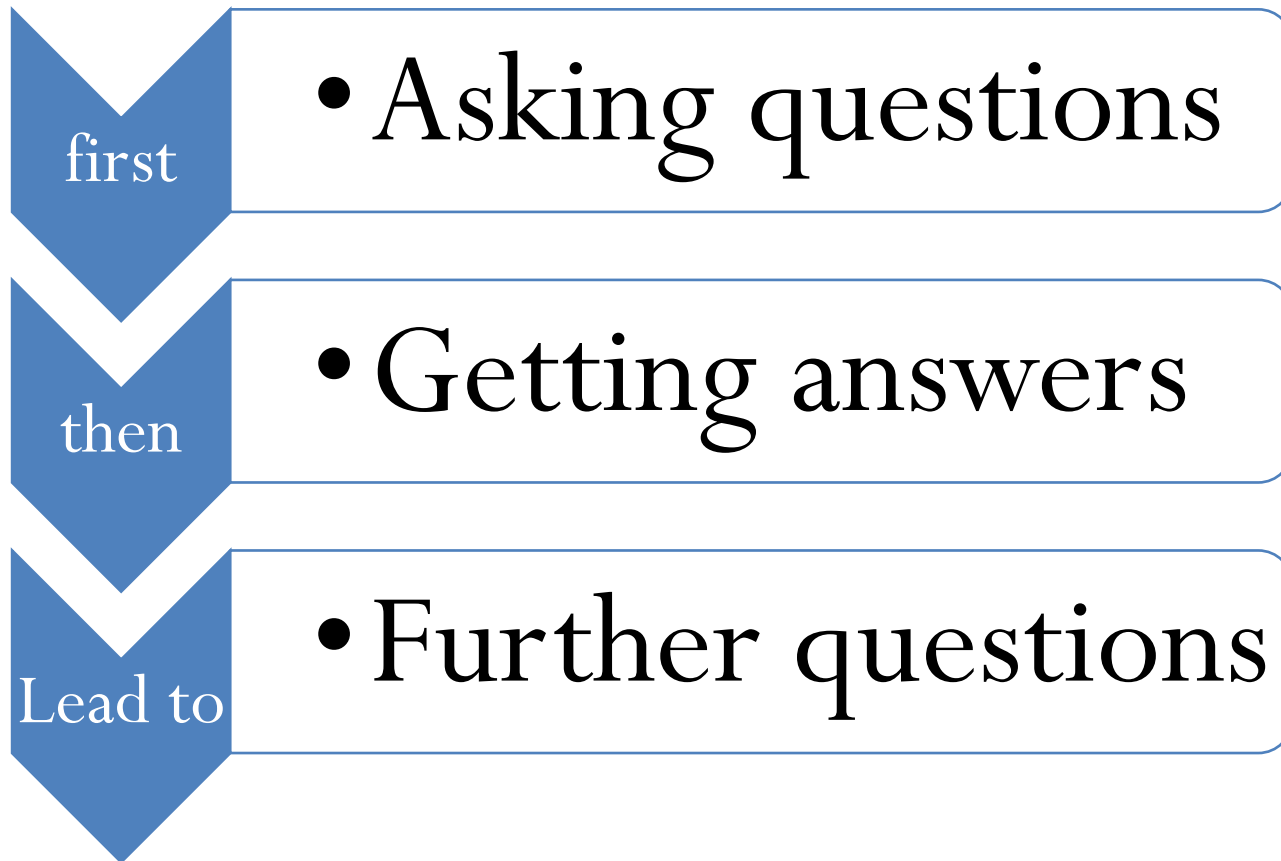 first
• Asking questions
then
• Getting answers
Lead to
• Further questions